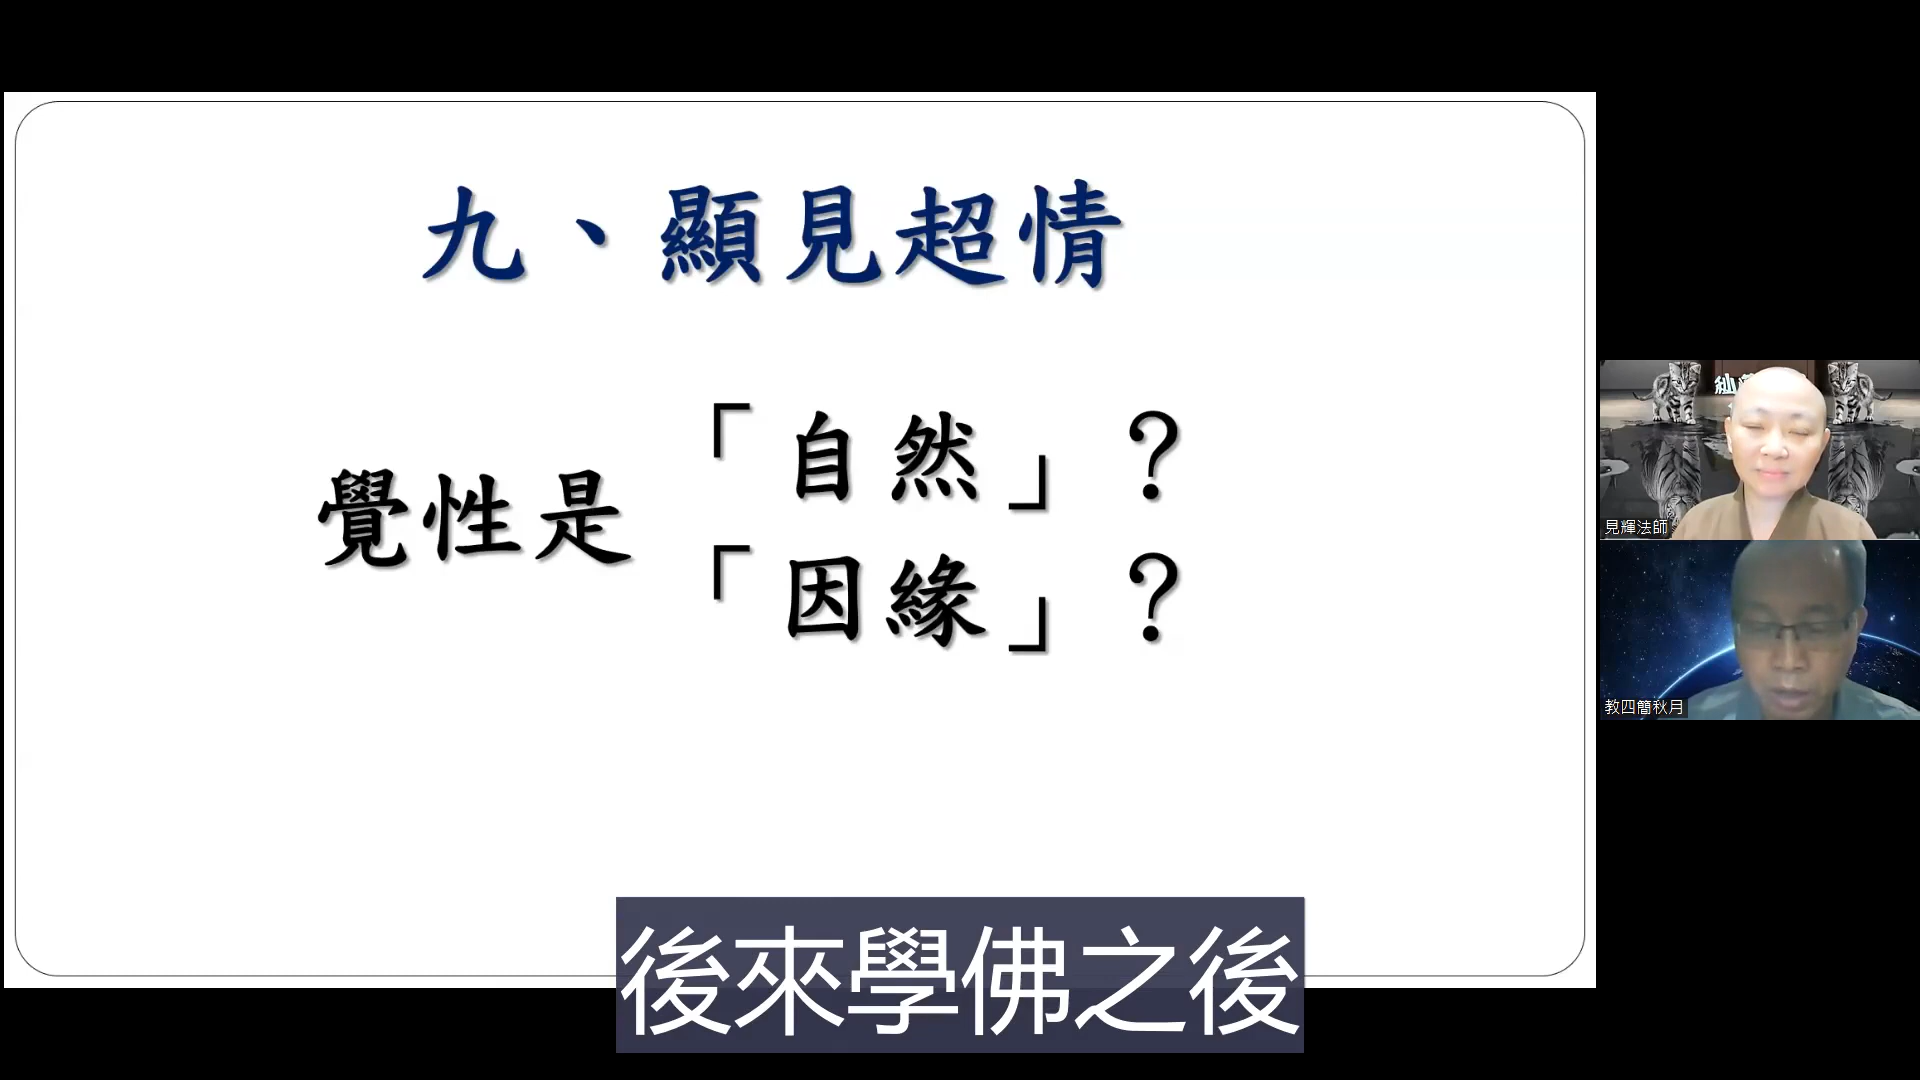 九、顯見超情
覺性是
「自然」?
「因緣」?
見輝法師
教四簡秋月
後來學佛之後